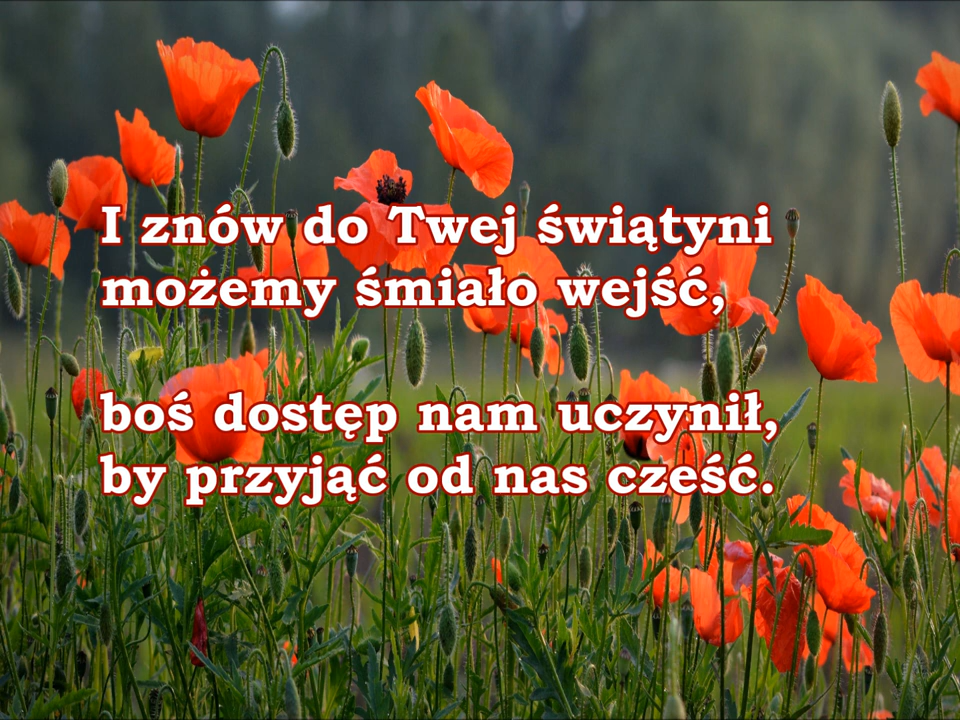 I znów do Twej świątyni
możemy śmiało wejść,
boś dostęp nam uczynił,
by przyjąć od nas cześć.